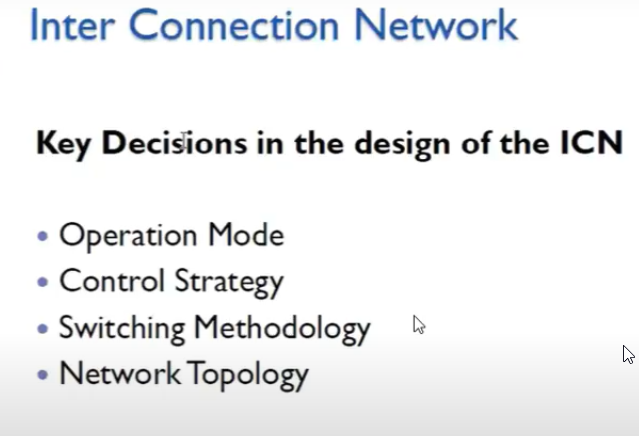 Inter Connection Network
Key Decisions in the design of the ICN
• Operation Mode
• Control Strategy
• Switching Methodology
• Network Topology